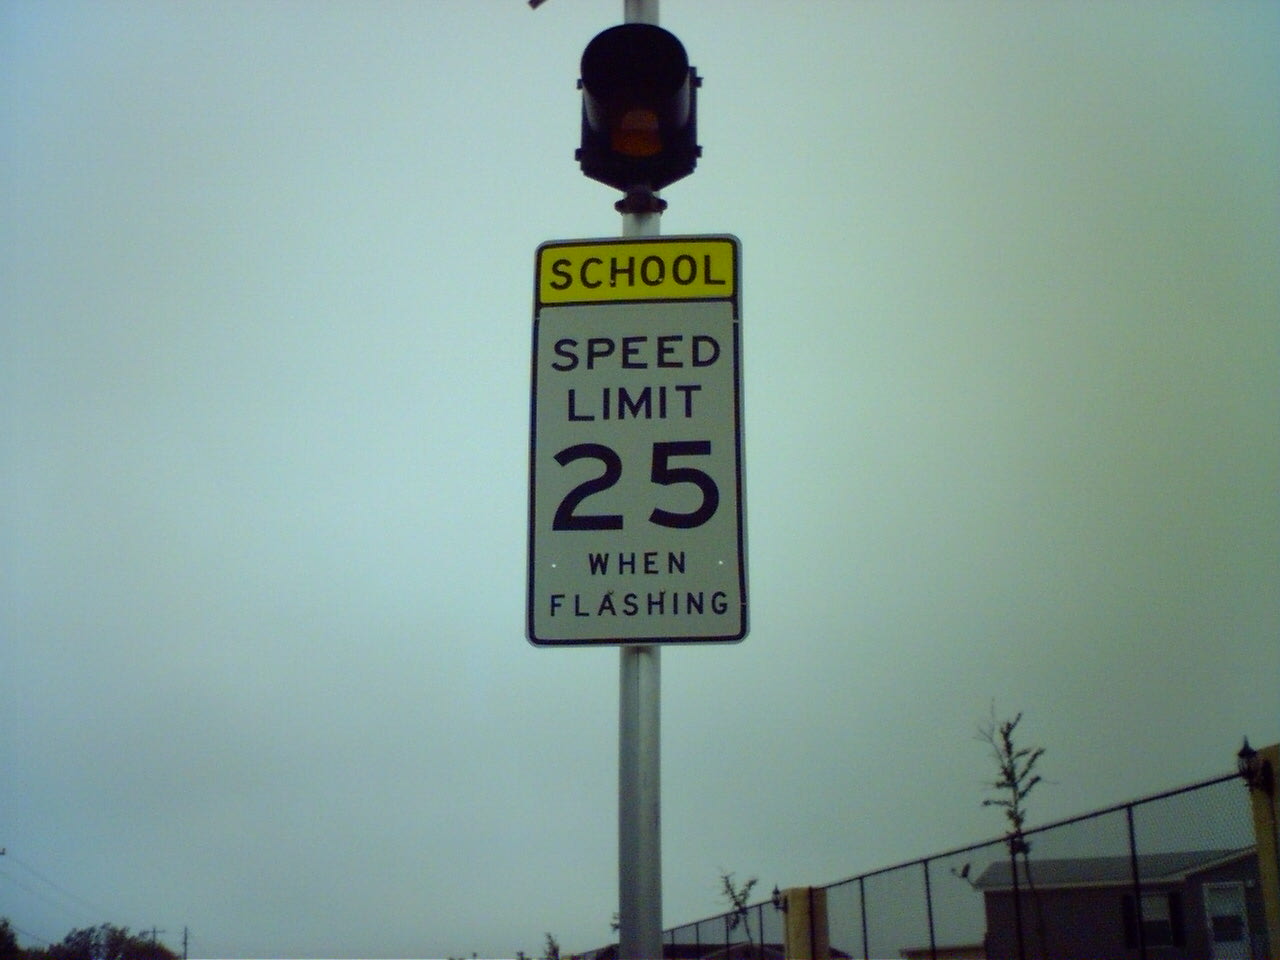 SCHOOL
SPEED
LIMIT
25
WHEN
FLASHING